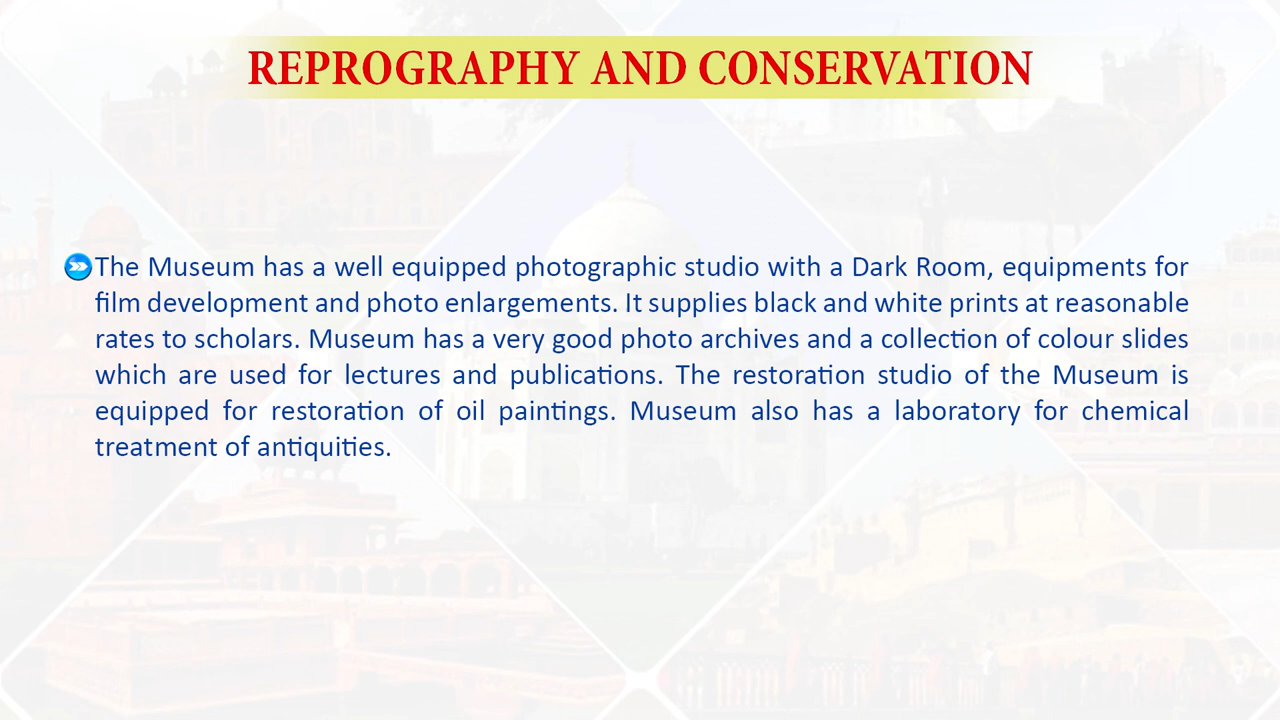 REPROGRAPHY AND CONSERVATION
The Museum has a well equipped photographic studio with a Dark Room, equipments for
film development and photo enlargements. It supplies black and white prints at reasonable
rates to scholars. Museum has a very good photo archives and a collection of colour slides
which are used for lectures and publications. The restoration studio of the Museum is
equipped for restoration of oil paintings. Museum also has a laboratory for chemical
treatment of antiquities.